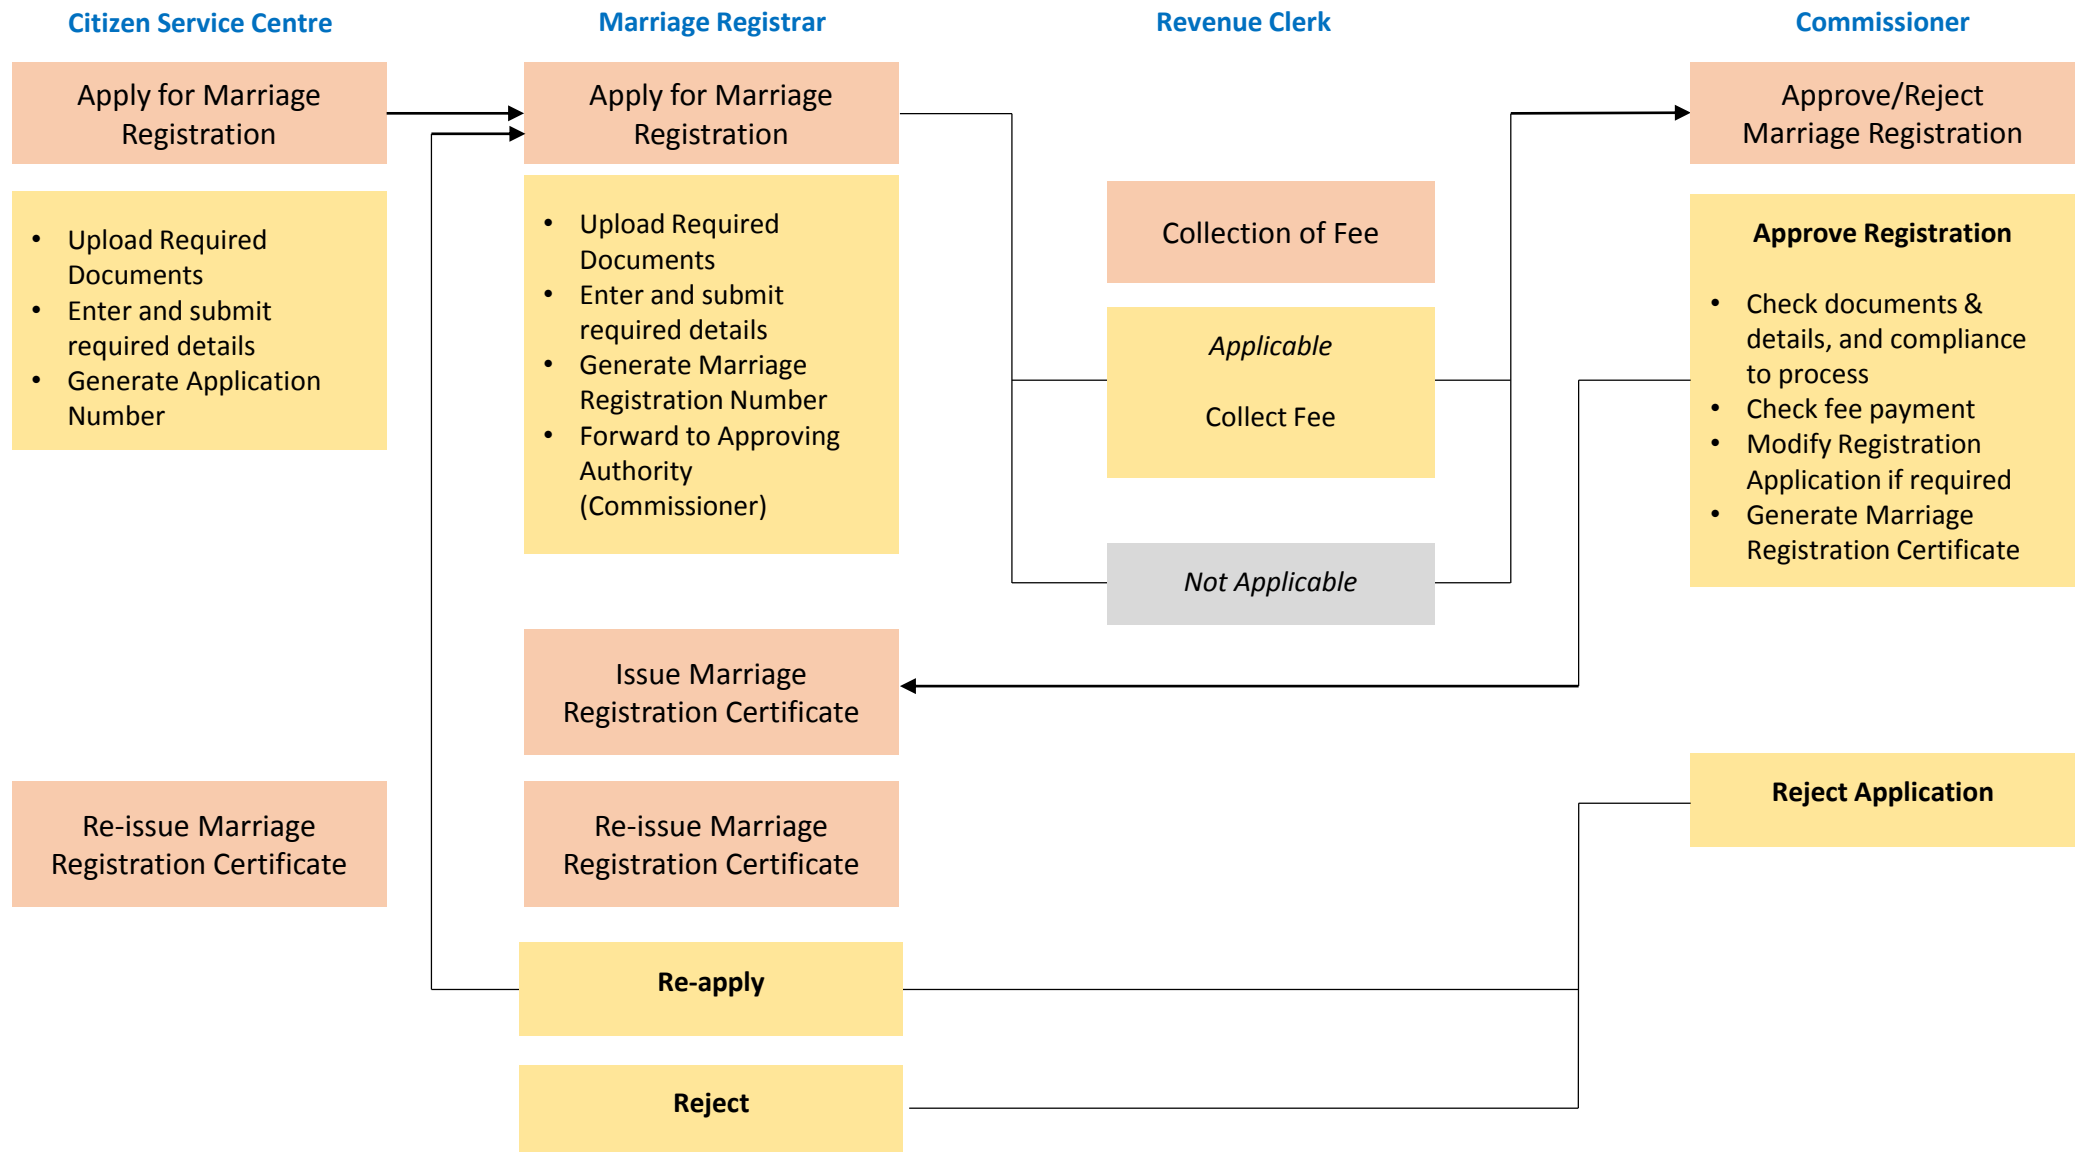 Citizen Service Centre
Marriage Registrar
Revenue Clerk
Commissioner
Apply for Marriage
Registration
Apply for Marriage
Registration
Approve/Reject
Marriage Registration
• Upload Required
Documents
• Enter and submit
required details
• Generate Application
Number
• Upload Required
Documents
• Enter and submit
required details
• Generate Marriage
Registration Number
• Forward to Approving
Authority
(Commissioner)
Collection of Fee
Applicable
Collect Fee
Not Applicable
Approve Registration
• Check documents &
details, and compliance
to process
• Check fee payment
• Modify Registration
Application if required
• Generate Marriage
Registration Certificate
Issue Marriage
Registration Certificate
Re-issue Marriage
Registration Certificate
Re-issue Marriage
Registration Certificate
Reject Application
Re-apply
Reject